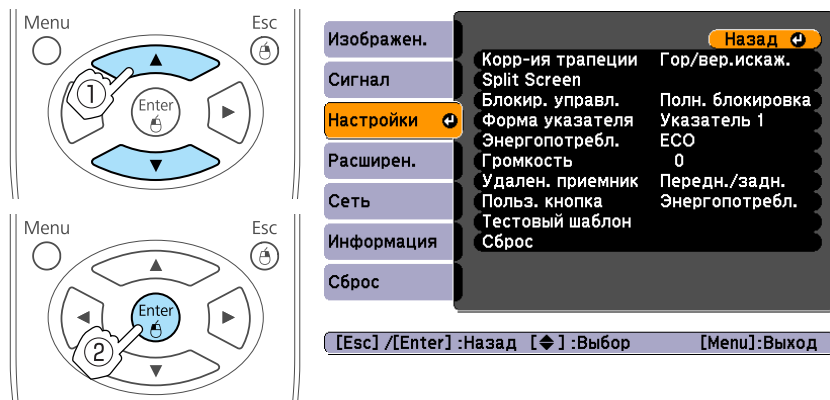 Menu
Esc
Enter
①
Menu
Esc
Enter
②
Изображен.
Сигнал
Настройки
Расширен.
Сеть
Информация
Сброс
Назад
Корр-ия трапеции Гор/вер.искаж.
Split Screen
Блокир. управл. Полн. блокировка
Форма указателя Указатель 1
Энергопотребл. ECO
Громкость 0
Удален. приемник Передн./задн.
Польз. кнопка Энергопотребл.
Тестовый шаблон
Сброс
[Esc] /[Enter] :Назад [◆] :Выбор [Menu]:Выход